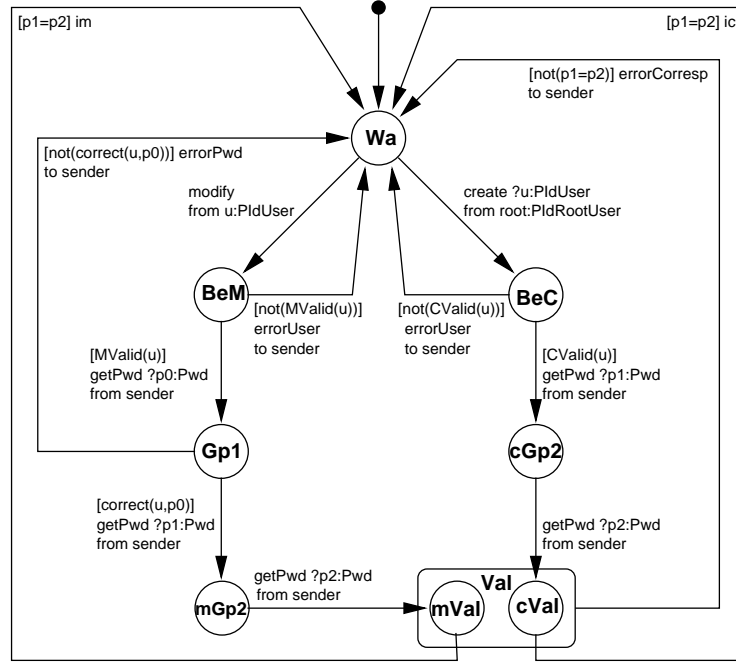 [p1=p2] im
[p1=p2] ic
[not(p1=p2)] errorCorresp
to sender
Wa
[not(correct(u,p0))] errorPwd
to sender
modify
from u:PIdUser
create ?u:PIdUser
from root:PIdRootUser
BeM
BeC
[not(MValid(u))]
errorUser
to sender
[not(CValid(u))]
errorUser
to sender
[MValid(u)]
getPwd ?p0:Pwd
from sender
[CValid(u)]
getPwd ?p1:Pwd
from sender
Gp1
cGp2
[correct(u,p0)]
getPwd ?p1:Pwd
from sender
getPwd ?p2:Pwd
from sender
getPwd ?p2:Pwd
from sender
Val
mGp2
mVal
cVal